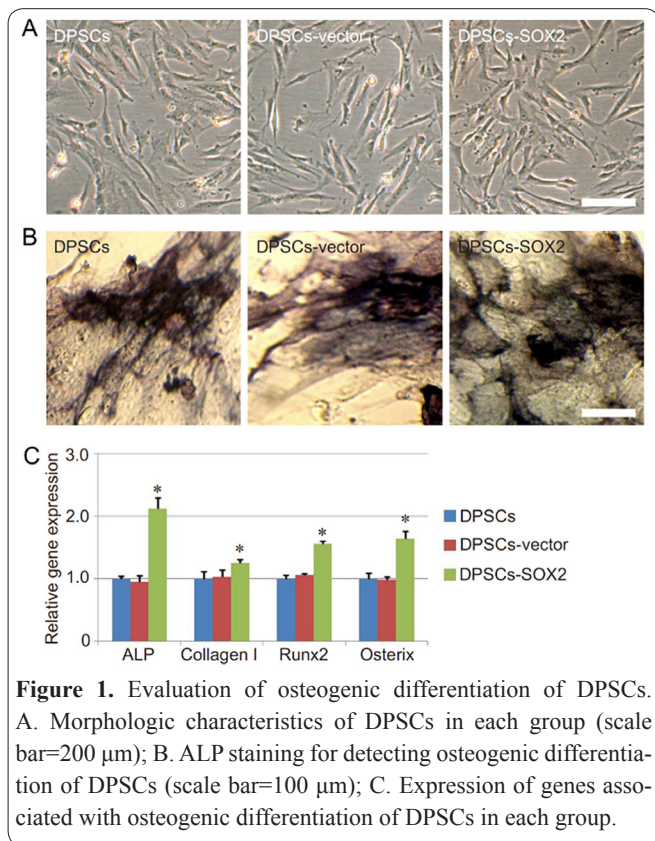 A
DPSCs
DPSCs-vector
DPSCs-SOX2
B
DPSCs
DPSCs-vector
DPSCs-SOX2
C
Relative gene expression
3.0
2.0
1.0
0
*
*
*
*
ALP
Collagen I
Runx2
Osterix
DPSCs
DPSCs-vector
DPSCs-SOX2
Figure 1. Evaluation of osteogenic differentiation of DPSCs.
A. Morphologic characteristics of DPSCs in each group (scale
bar=200 μm); B. ALP staining for detecting osteogenic differentia-
tion of DPSCs (scale bar=100 μm); C. Expression of genes asso-
ciated with osteogenic differentiation of DPSCs in each group.